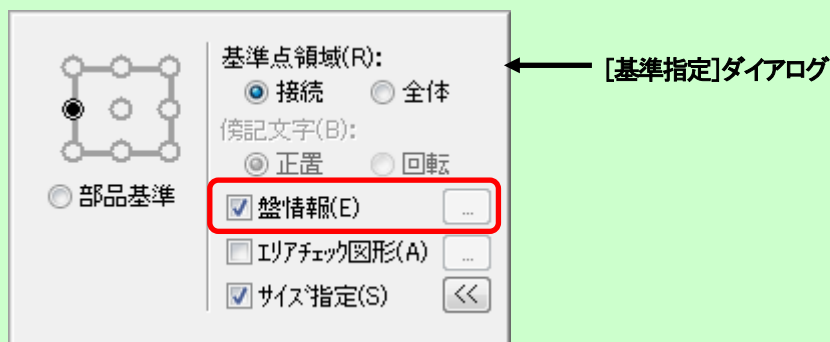 基準点領域(R):
接続 全体
傍記文字(B):
正置 回転
部品基準
盤情報(E) ...
エリアチェック図形(A) ...
サイズ指定(S) <<
[基準指定]ダイアログ